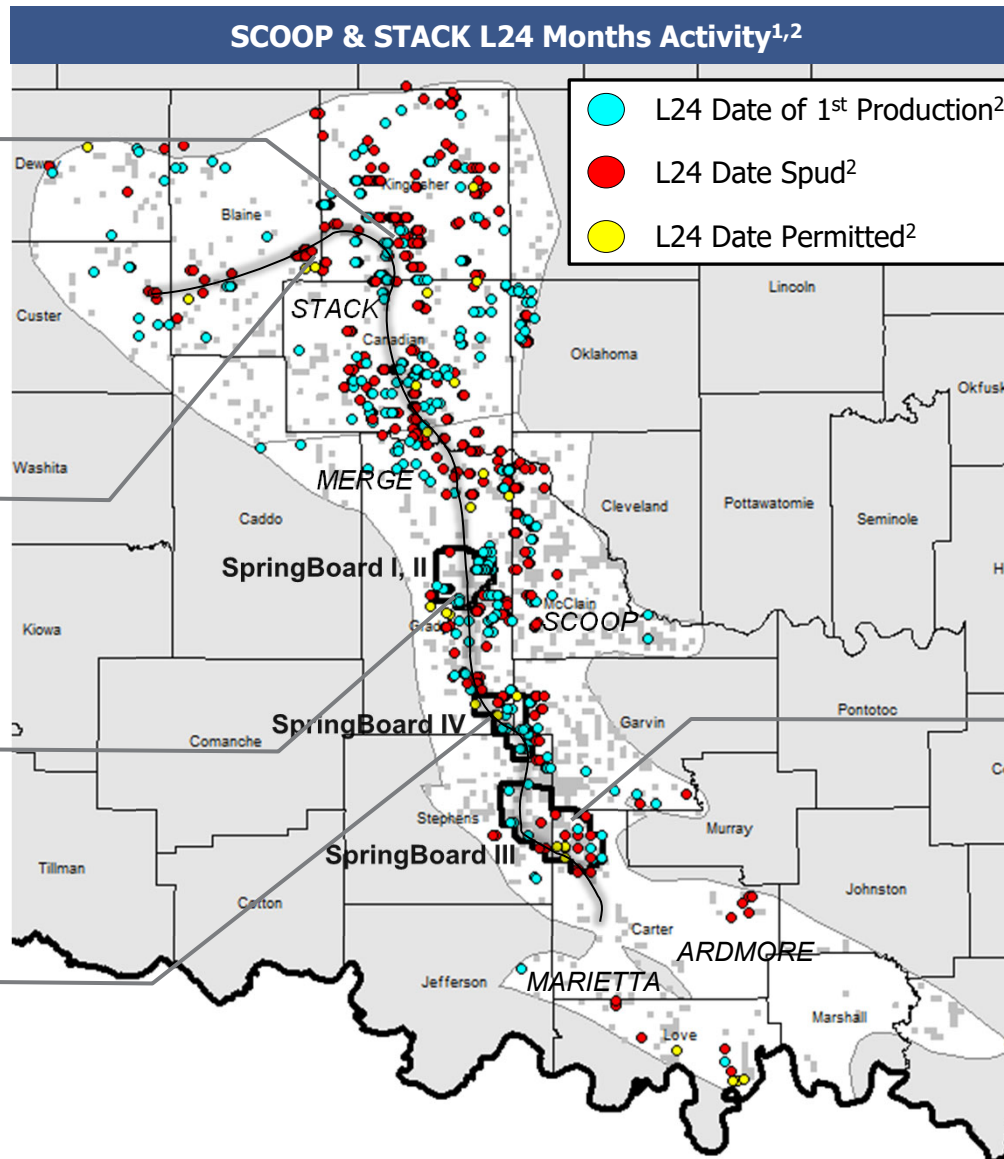 SCOOP & STACK L24 Months Activity1,2
L24 Date of 1st Production2
L24 Date Spud2
L24 Date Permitted2
Dewey
Kingfisher
Blaine
Lincoln
STACK
Custer
Canadian
Oklahoma
Okfusk
Washita
MERGE
Caddo
Cleveland
Pottawatomie
Seminole
SpringBoard I, II
H
McClain
SCOOP
Kiowa
Grad
SpringBoard IV
Garvin
Pontotoc
Comanche
Co
Stephens
Murray
SpringBoard III
Tillman
Johnston
Cotton
Carter
ARDMORE
Jefferson
MARIETTA
Marshall
Love